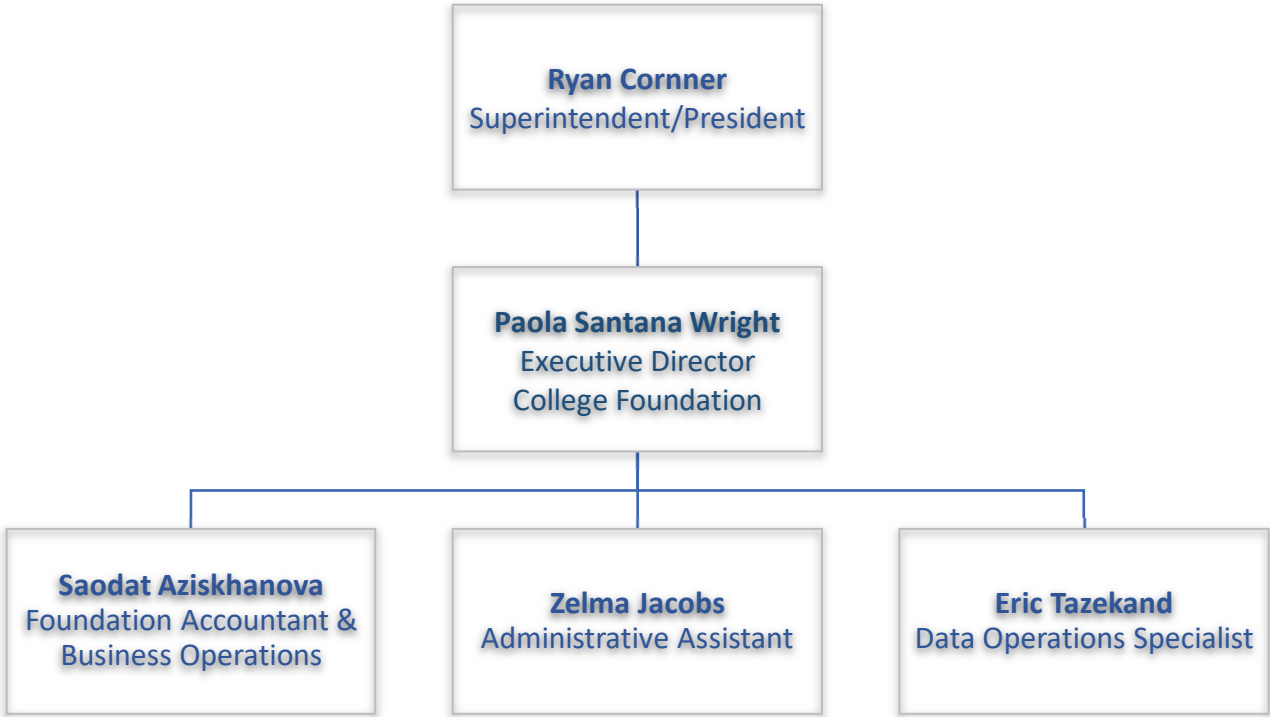 Ryan Cornner
Superintendent/President
Paola Santana Wright
Executive Director
College Foundation
Saodat Aziskhanova
Foundation Accountant &
Business Operations
Zelma Jacobs
Administrative Assistant
Eric Tazekand
Data Operations Specialist